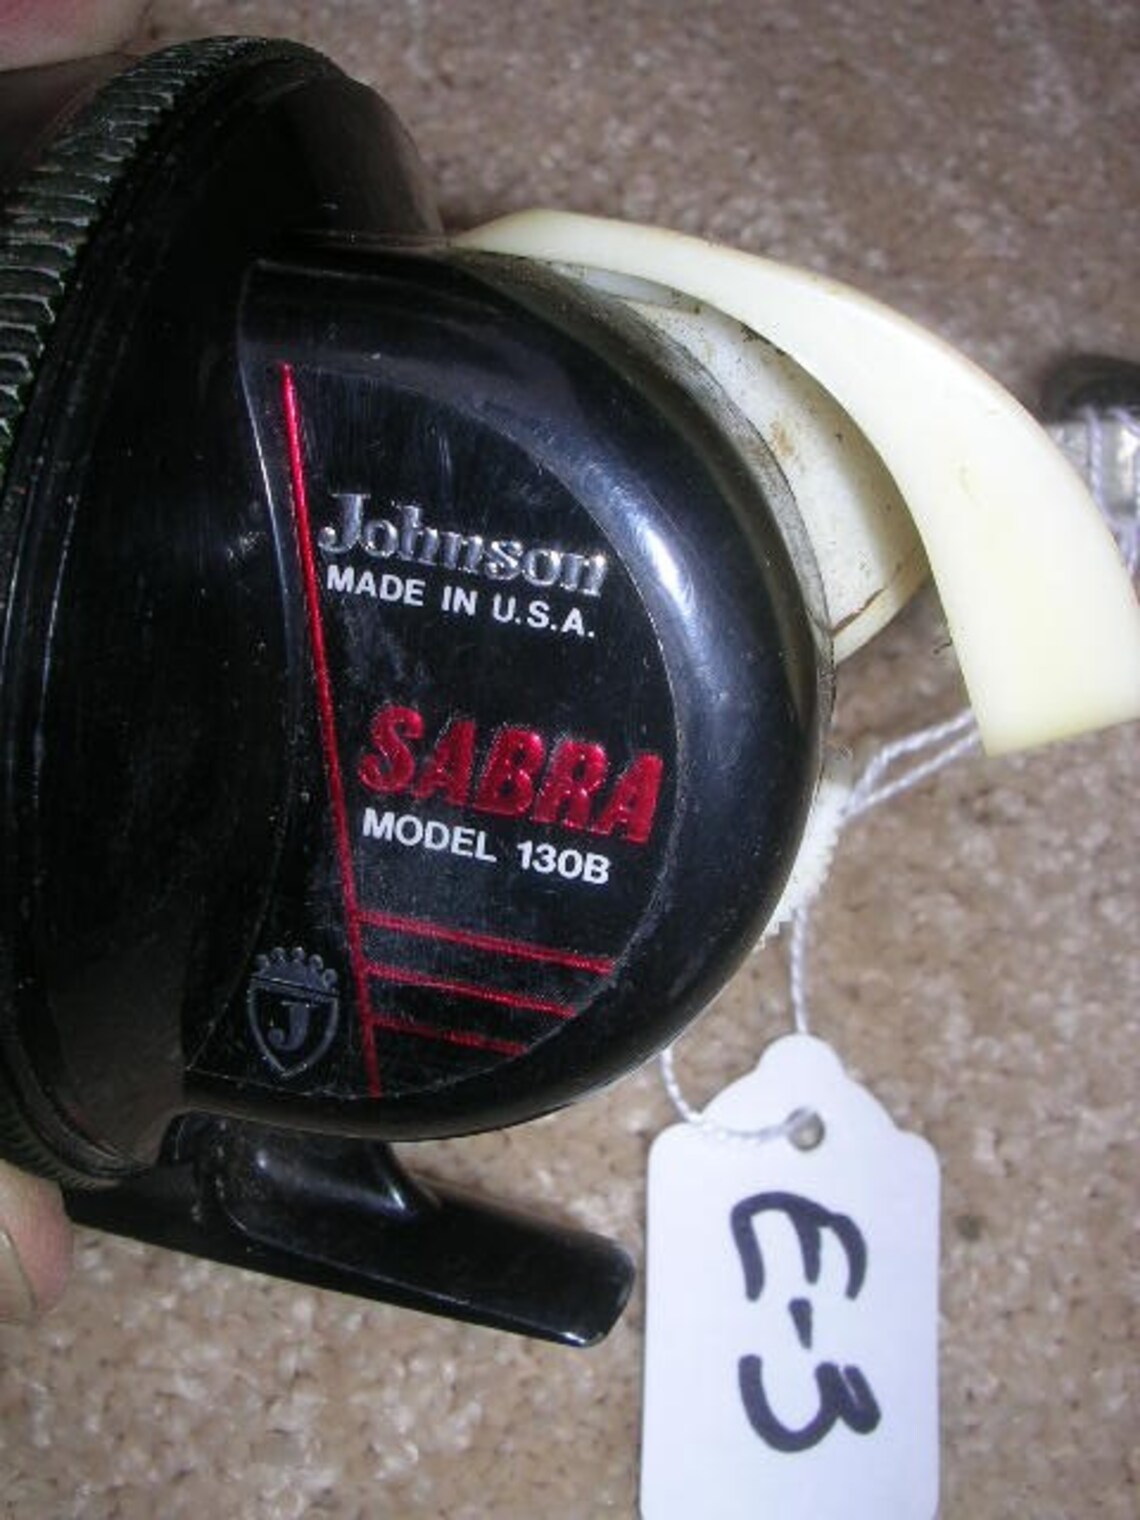 Johnson
MADE IN U.S.A.
SABRA
MODEL 130B
J
E-3